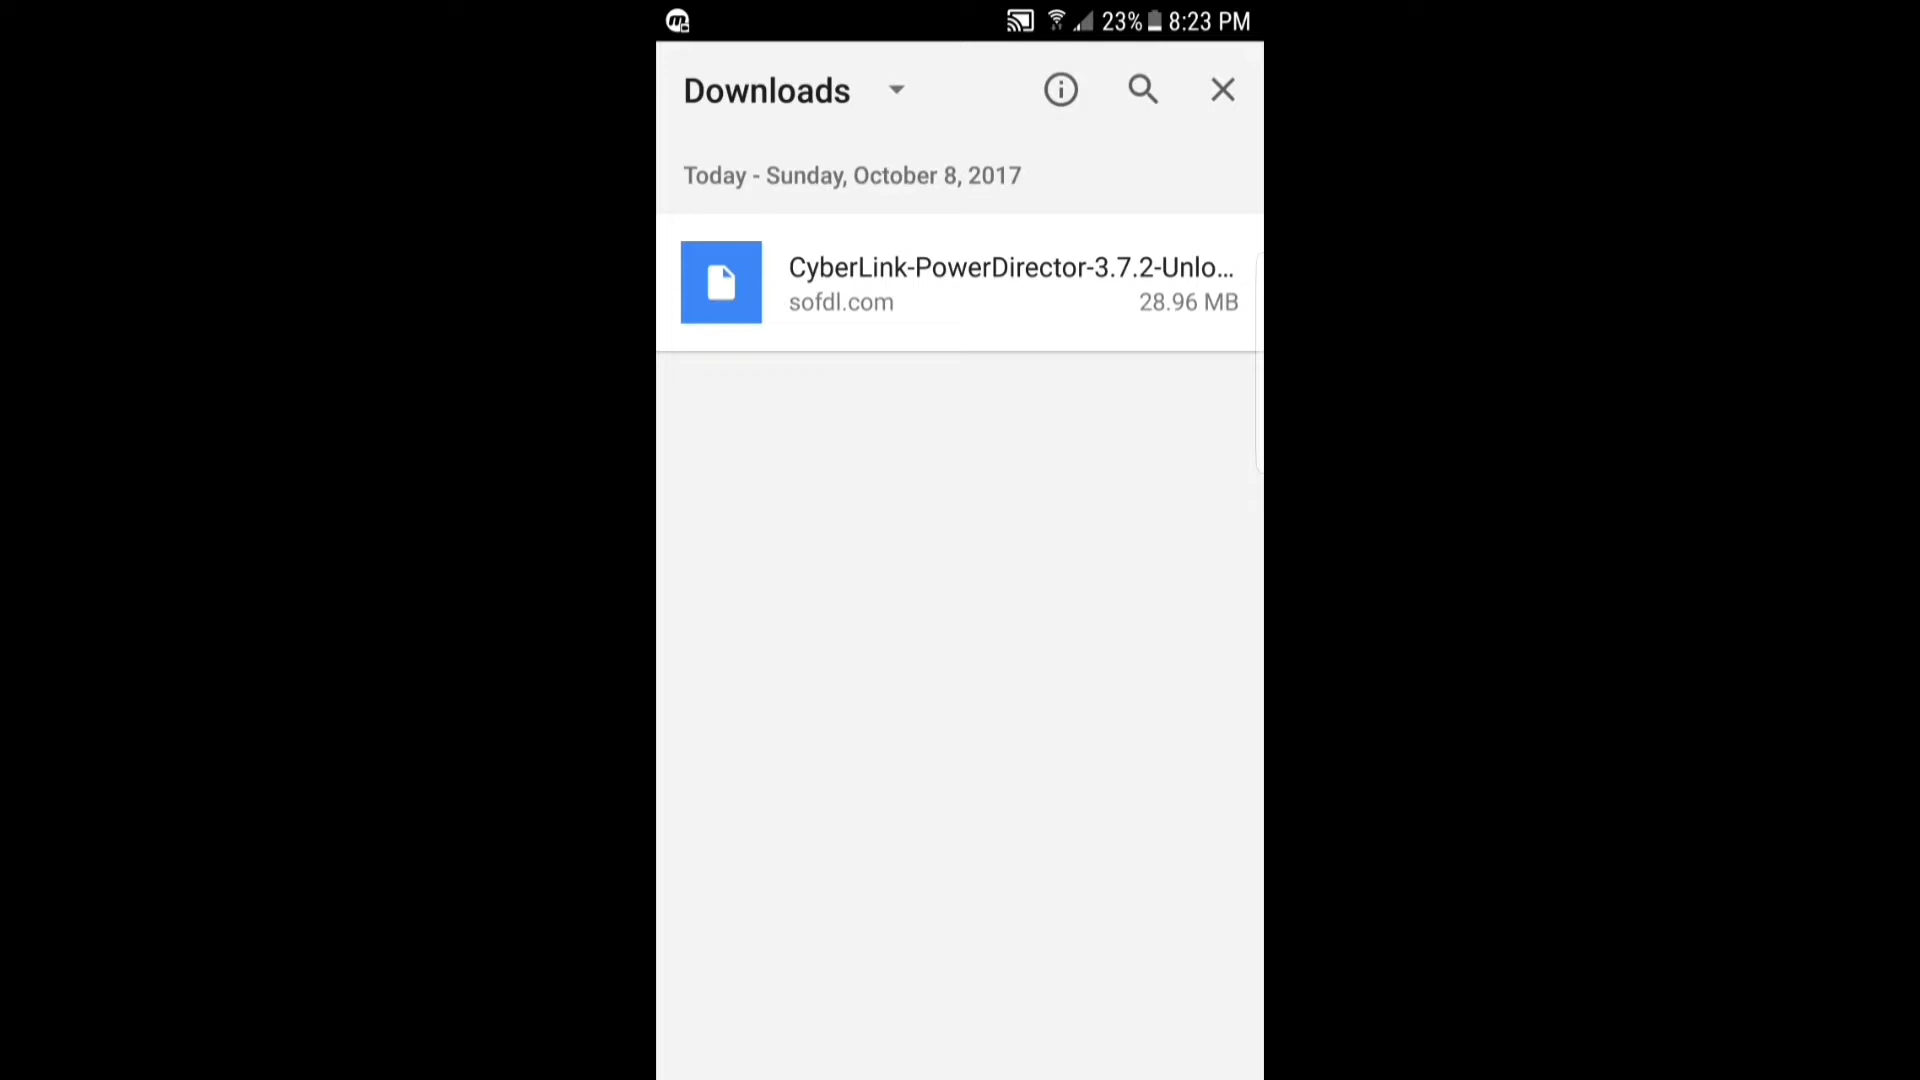 23% 8:23 PM
Downloads
Today - Sunday, October 8, 2017
CyberLink-PowerDirector-3.7.2-Unlo...
sofdl.com 28.96 MB